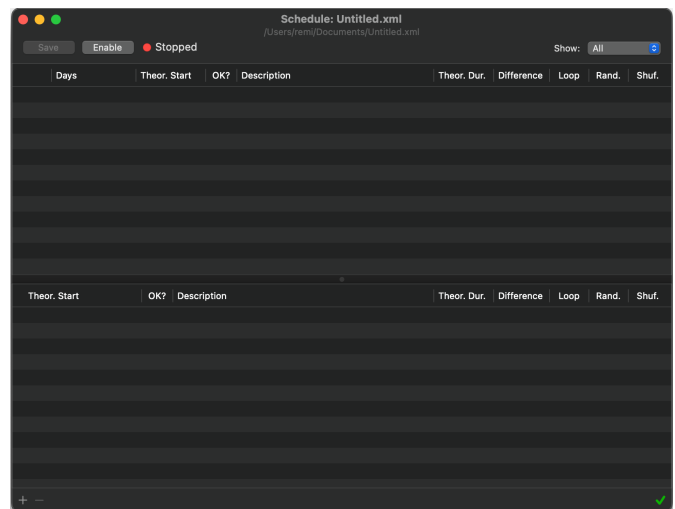 Schedule: Untitled.xml
/Users/remi/Documents/Untitled.xml
Save Enable Stopped Show: All
Days Theor. Start OK? Description Theor. Dur. Difference Loop Rand. Shuf.
Theor. Start OK? Description Theor. Dur. Difference Loop Rand. Shuf.